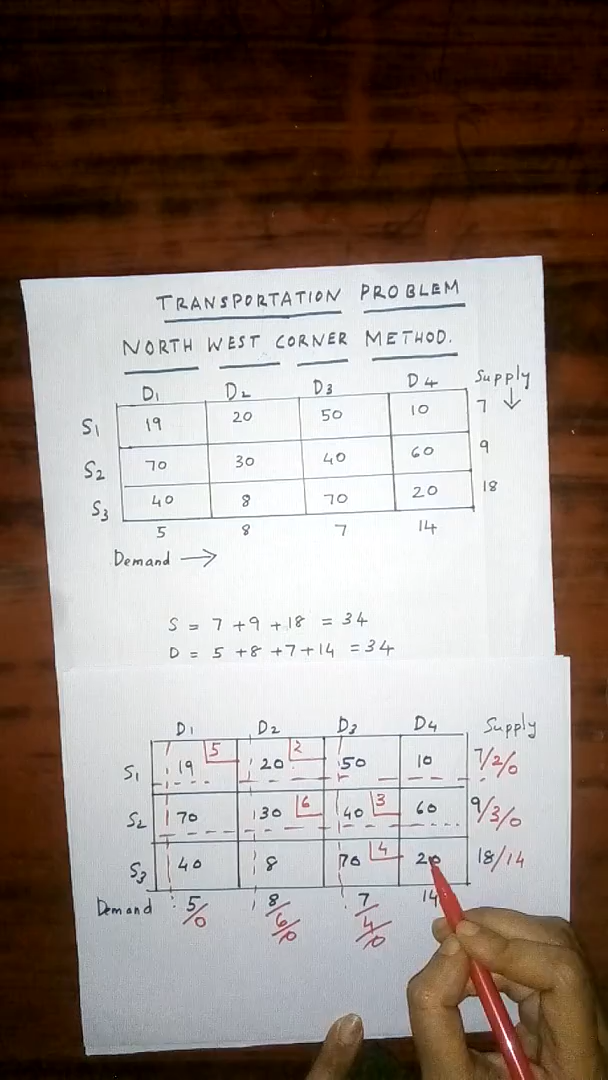 TRANSPORTATION PROBLEM
NORTH WEST CORNER METHOD.
D1 D2 D3 D4 Supply ↓
S1 19 20 50 10 7
S2 70 30 40 60 9
S3 40 8 70 20 18
5 8 7 14
Demand →
S = 7 + 9 + 18 = 34
D = 5 + 8 + 7 + 14 = 34
D1 D2 D3 D4 Supply
S1 19 5 20 2 50 10 7/2/0
S2 70 30 6 40 3 60 9/3/0
S3 40 8 70 4 20 18/14
Demand 5/0 8/6/0 7/4/0 14